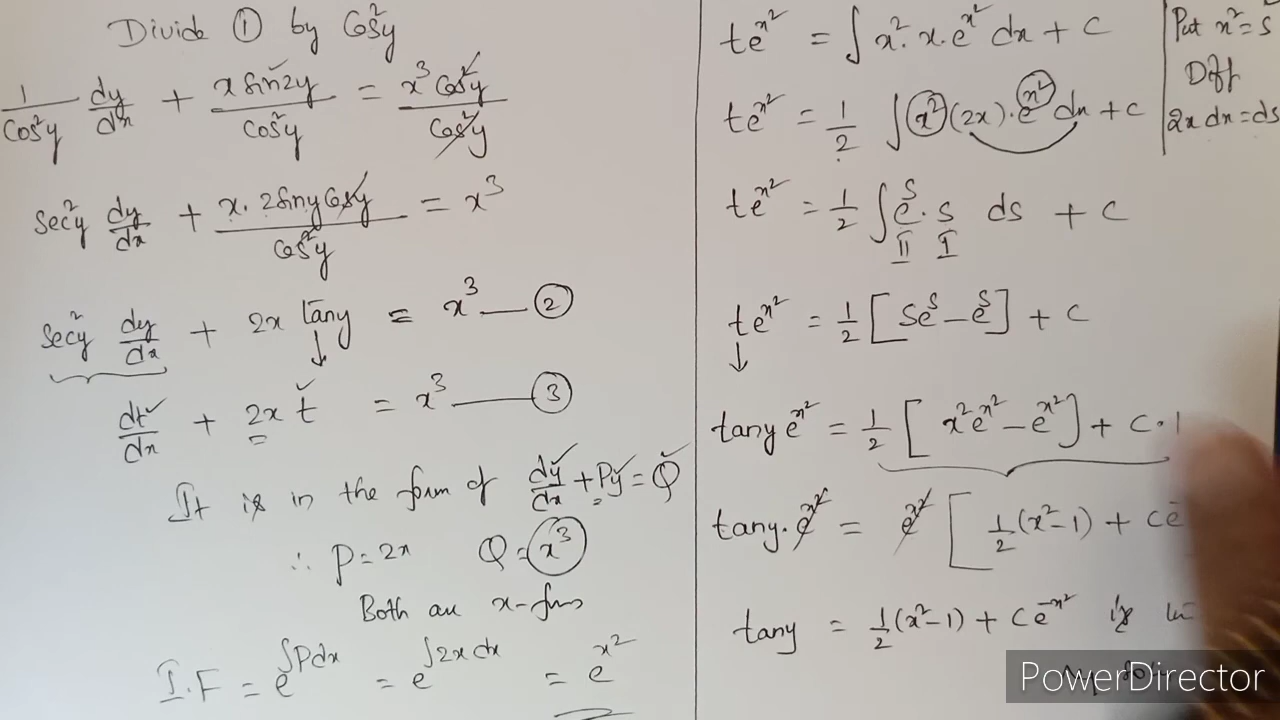 Divide ① by Cos²y
1/Cos²y dy/dx + x Sin2y/Cos²y = x³ Cos²y/Cos²y
Sec²y dy/dx + x. 2Siny Cosy/Cos²y = x³
Sec²y dy/dx + 2x Tany = x³ — ②
dt/dx + 2x t = x³ — ③
It is in the form of dy/dx + Py = Q
∴ P = 2x Q = x³
Both are x-funs
I.F = e^∫Pdx = e^∫2x dx = e^x²
te^x² = ∫ x². x. e^x² dx + C
te^x² = 1/2 ∫ x² (2x). e^x² dx + C
te^x² = 1/2 ∫ e^s. s ds + C
II I
te^x² = 1/2 [Se^s – e^s] + C
tany e^x² = 1/2 [x²e^x² – e^x²] + C. 1
tany. e^x² = e^x² [1/2 (x²–1) + Ce⁻
tany = 1/2 (x²–1) + Ce^–x² is
Put x² = S
Diff
2x dx = ds
PowerDirector